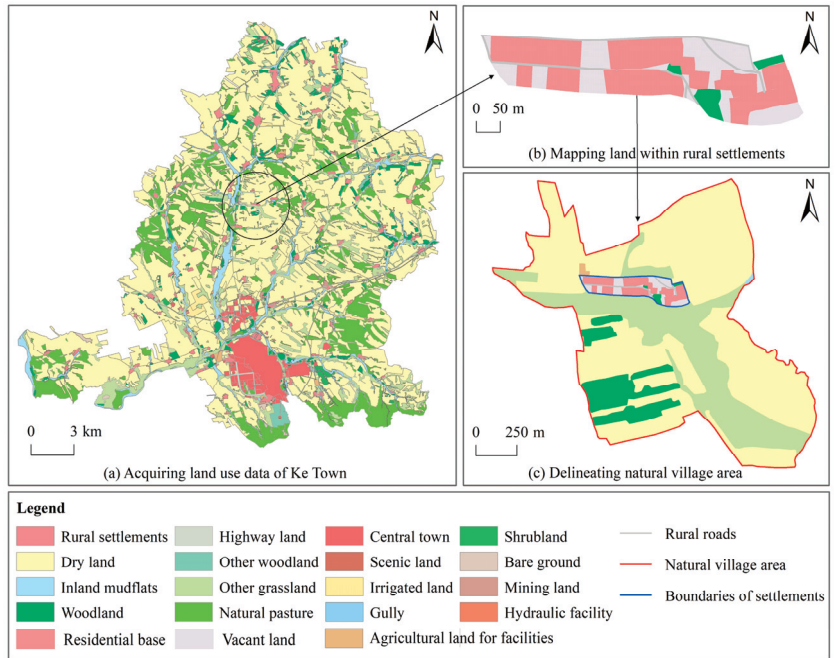 N
0 3 km
(a) Acquiring land use data of Ke Town
N
0 50 m
(b) Mapping land within rural settlements
N
0 250 m
(c) Delineating natural village area
Legend
Rural settlements Highway land Central town Shrubland Rural roads
Dry land Other woodland Scenic land Bare ground Natural village area
Inland mudflats Other grassland Irrigated land Mining land Boundaries of settlements
Woodland Natural pasture Gully Hydraulic facility
Residential base Vacant land Agricultural land for facilities